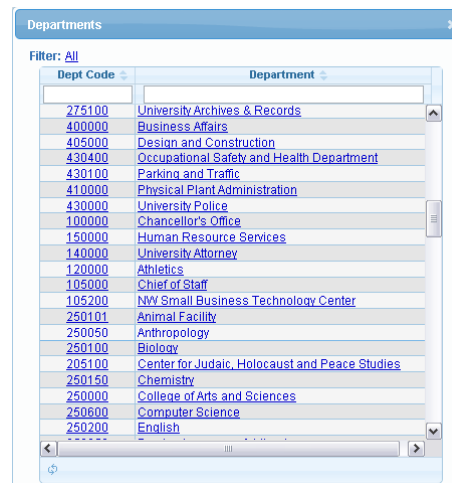 Departments
Filter: All
Dept Code Department
275100 University Archives & Records
400000 Business Affairs
405000 Design and Construction
430400 Occupational Safety and Health Department
430100 Parking and Traffic
410000 Physical Plant Administration
430000 University Police
100000 Chancellor's Office
150000 Human Resource Services
140000 University Attorney
120000 Athletics
105000 Chief of Staff
105200 NW Small Business Technology Center
250101 Animal Facility
250050 Anthropology
250100 Biology
205100 Center for Judaic, Holocaust and Peace Studies
250150 Chemistry
250000 College of Arts and Sciences
250600 Computer Science
250200 English